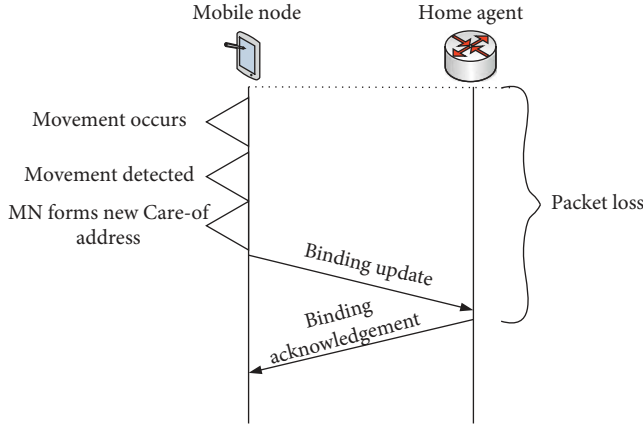 Mobile node
Home agent
Movement occurs
Movement detected
MN forms new Care-of
address
Packet loss
Binding update
Binding
acknowledgement